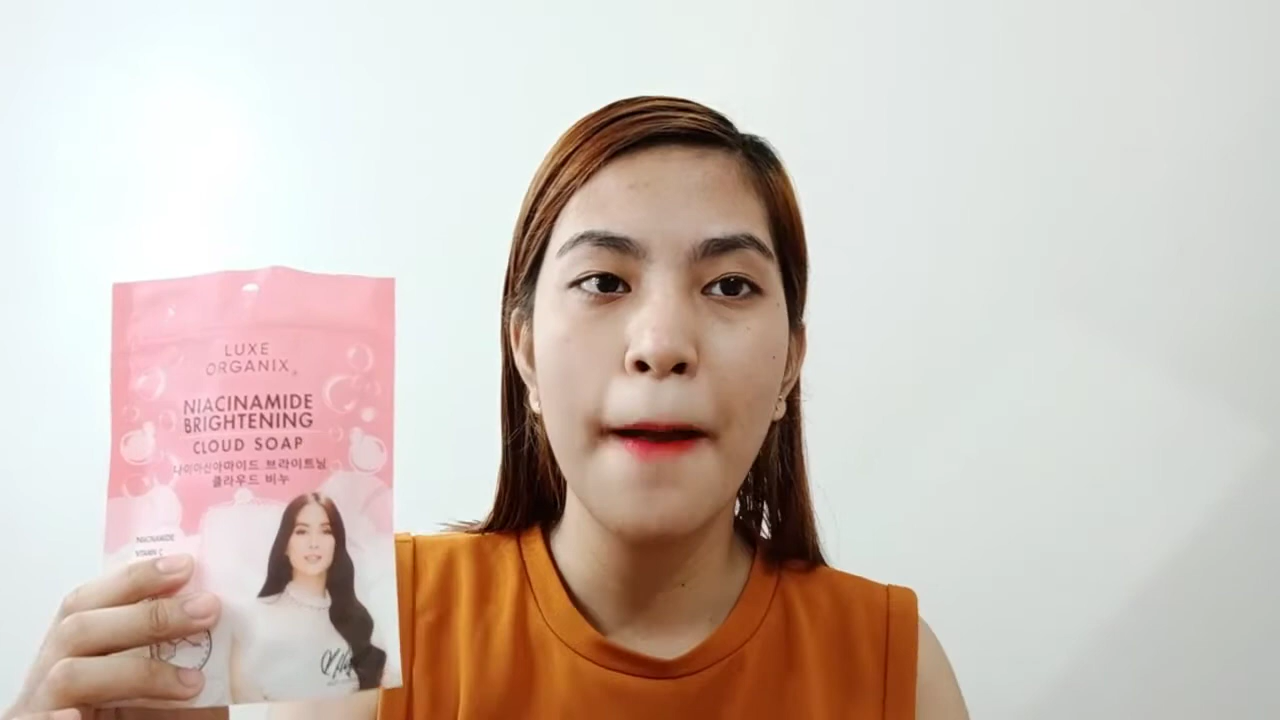 LUXE
ORGANIX
NIACINAMIDE
BRIGHTENING
CLOUD SOAP
나이아신아마이드 브라이트닝
클라우드 비누
NIACINAMIDE
VITAMIN C